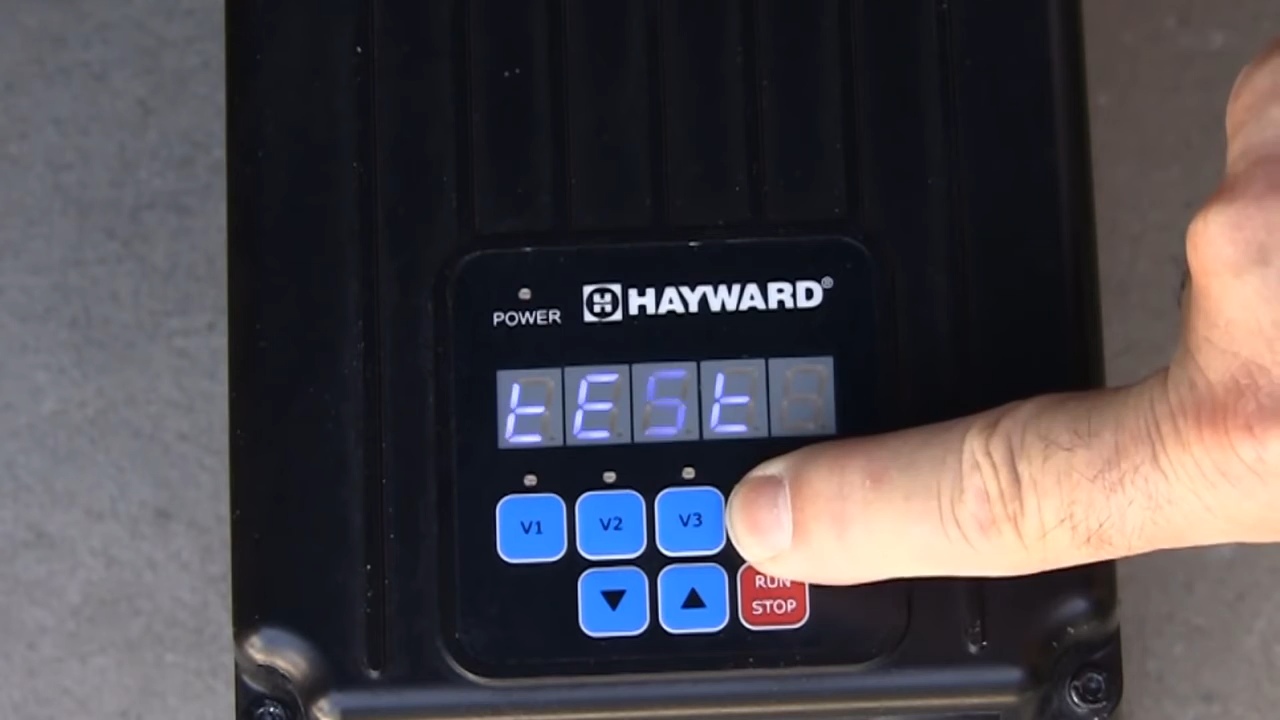 POWER
H HAYWARD®
tESt
V1 V2 V3
▼ ▲ RUN
STOP